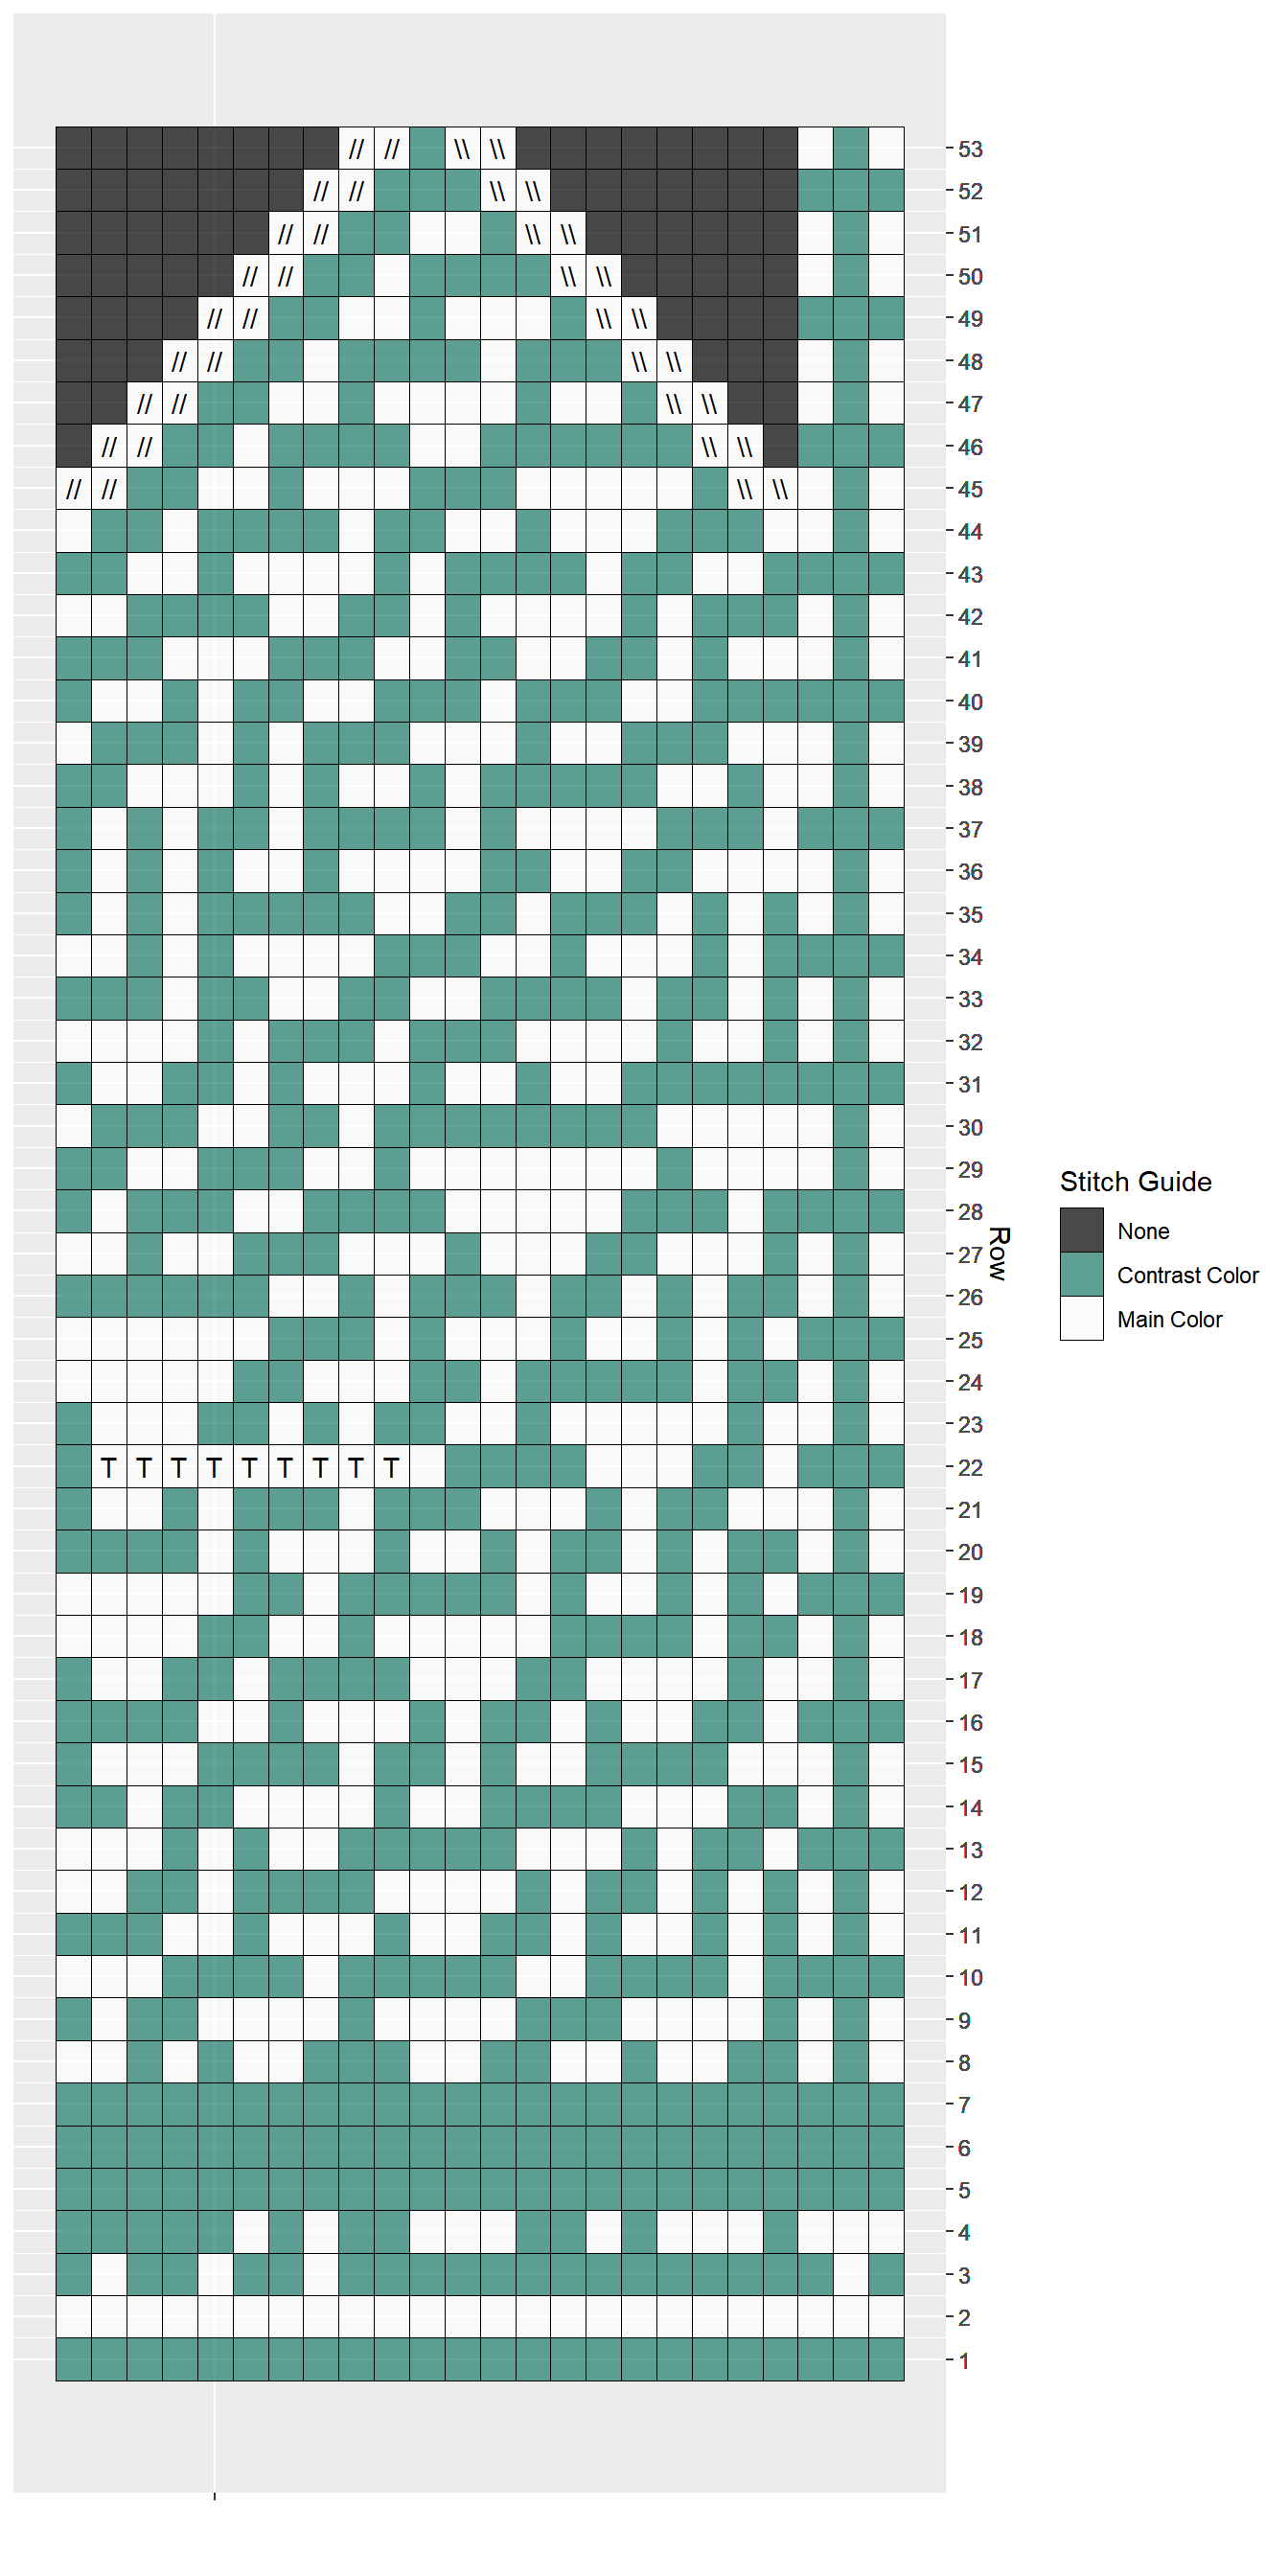 // // \\ \\ 53
// // \\ \\ 52
// // \\ \\ 51
// // \\ \\ 50
// // \\ \\ 49
// // \\ \\ 48
// // \\ \\ 47
// // \\ \\ 46
// // \\ \\ 45
44
43
42
41
40
39
38
37
36
35
34
33
32
31
30
29
28
27
26
25
24
23
T T T T T T T T T 22
21
20
19
18
17
16
15
14
13
12
11
10
9
8
7
6
5
4
3
2
1
Row
Stitch Guide
None
Contrast Color
Main Color